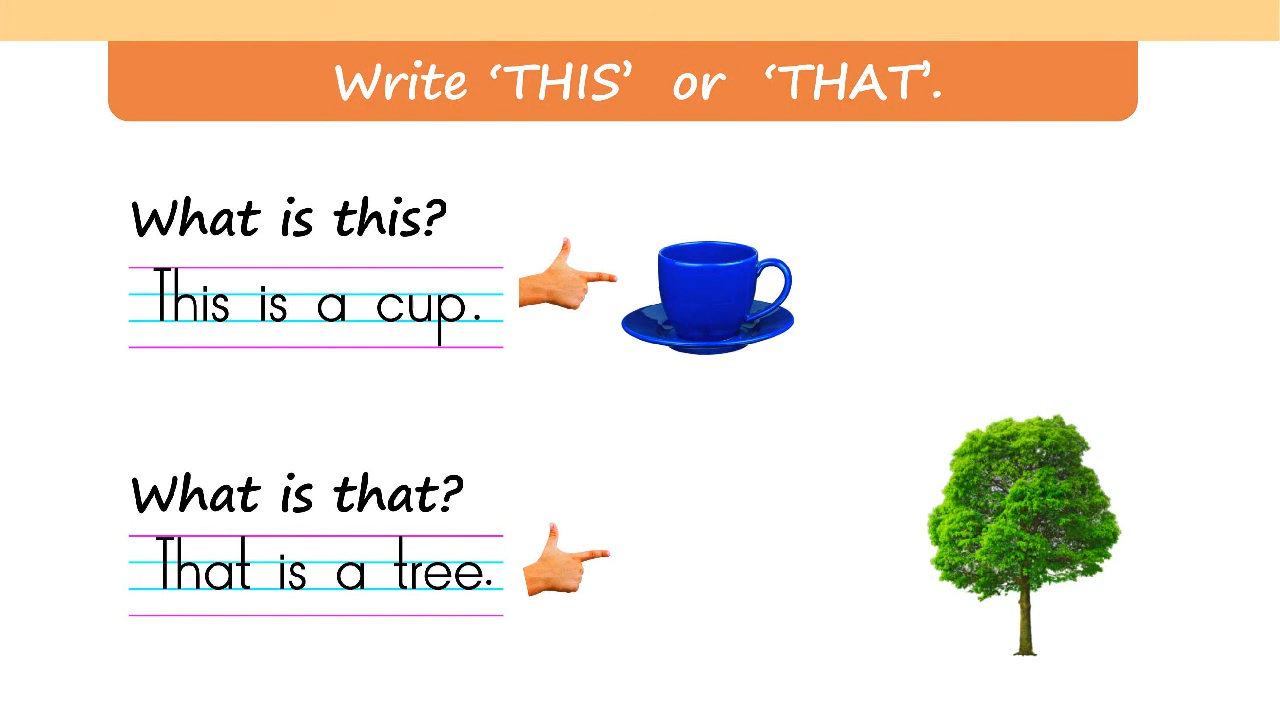 Write ‘THIS’ or ‘THAT’.
What is this?
This is a cup.
What is that?
That is a tree.